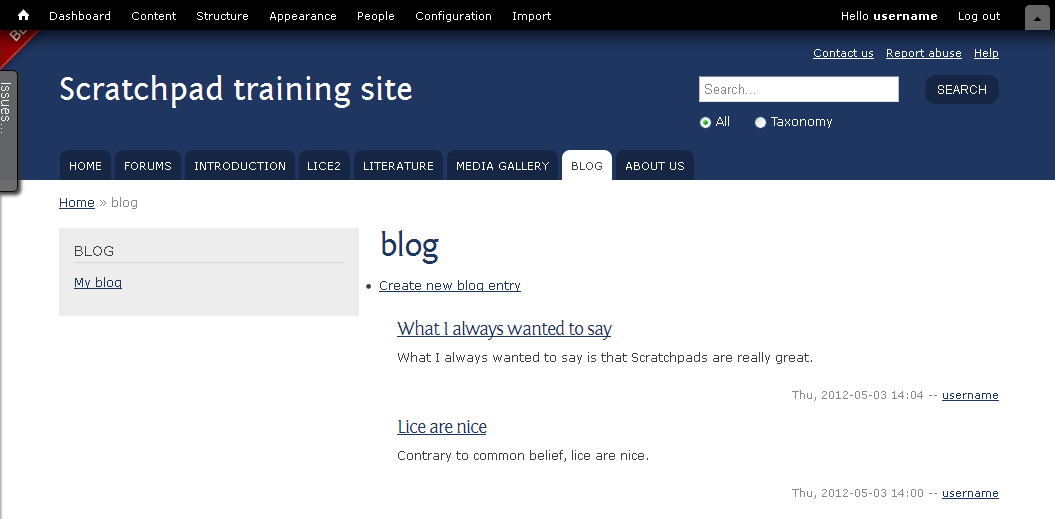 Dashboard Content Structure Appearance People Configuration Import Hello username Log out
Contact us Report abuse Help
Issues...
Scratchpad training site
Search... SEARCH
All Taxonomy
HOME FORUMS INTRODUCTION LICE2 LITERATURE MEDIA GALLERY BLOG ABOUT US
Home » blog
BLOG
My blog
blog
Create new blog entry
What I always wanted to say
What I always wanted to say is that Scratchpads are really great.
Thu, 2012-05-03 14:04 -- username
Lice are nice
Contrary to common belief, lice are nice.
Thu, 2012-05-03 14:00 -- username